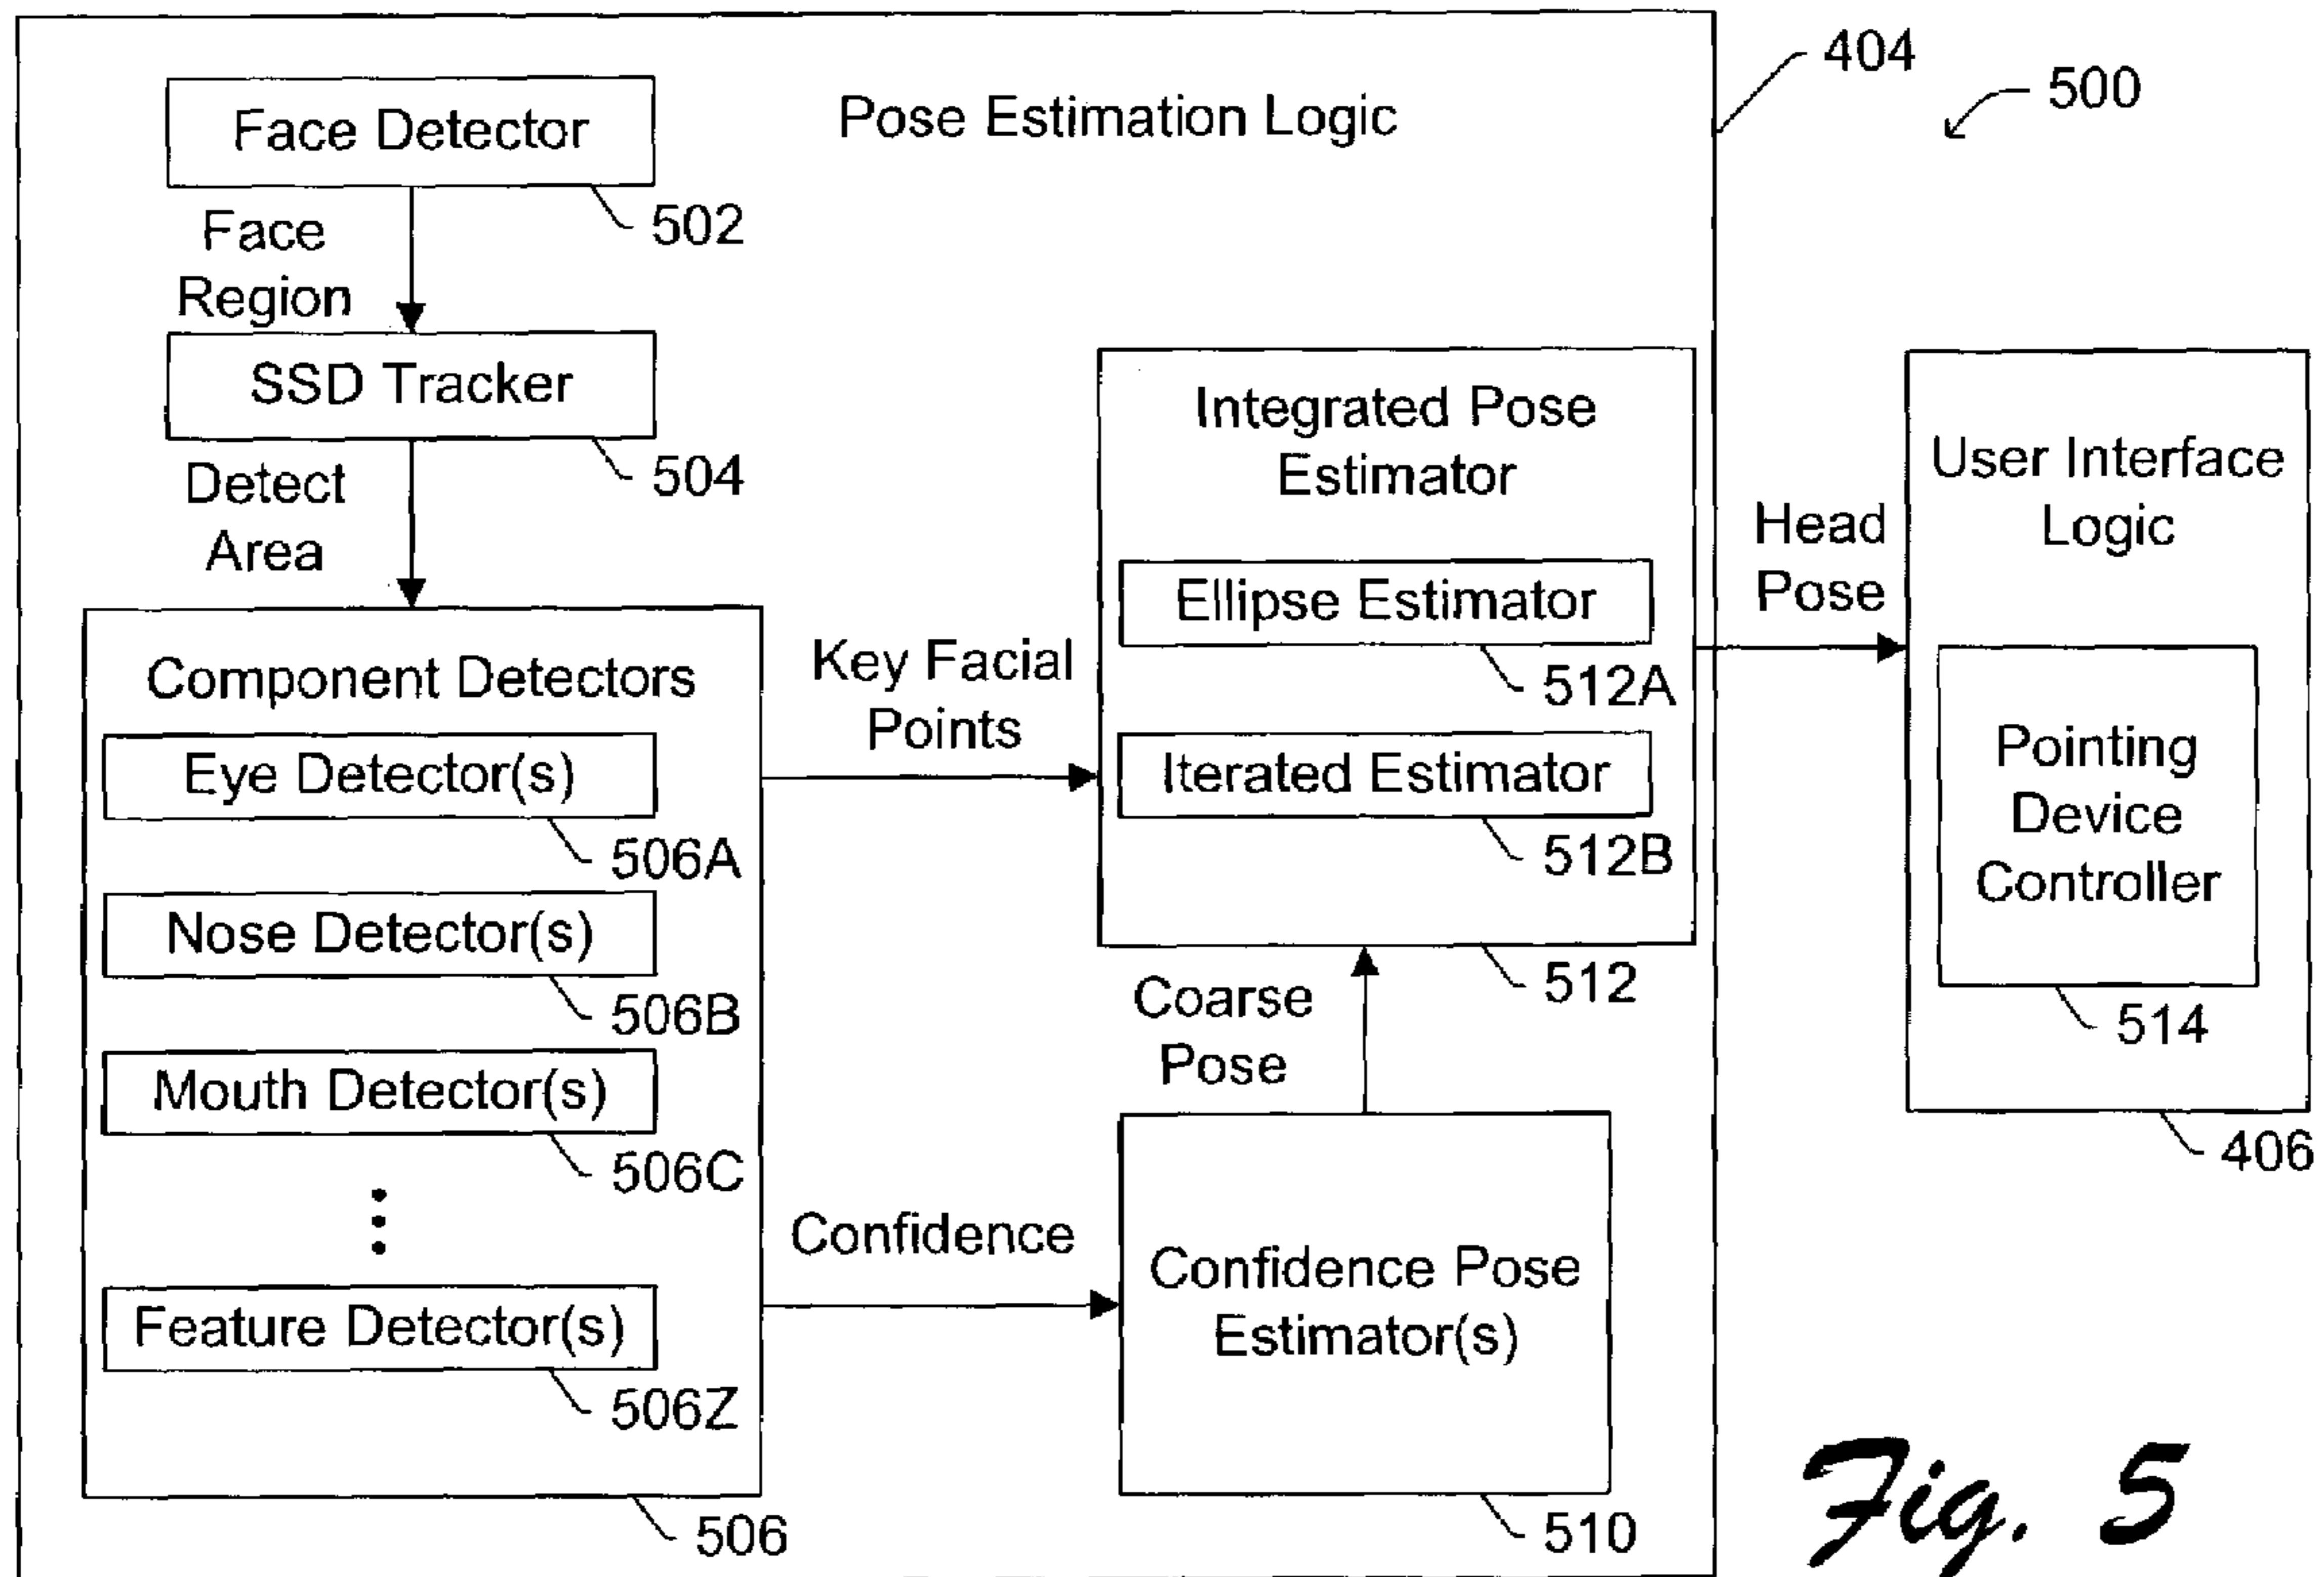 Pose Estimation Logic
404
500
Face Detector
502
Face
Region
SSD Tracker
504
Detect
Area
Component Detectors
Eye Detector(s)
506A
Nose Detector(s)
506B
Mouth Detector(s)
506C
Feature Detector(s)
506Z
506
Key Facial
Points
Confidence
Integrated Pose
Estimator
Ellipse Estimator
512A
Iterated Estimator
512B
512
Coarse
Pose
Confidence Pose
Estimator(s)
510
Head
Pose
User Interface
Logic
Pointing
Device
Controller
514
406
Fig. 5